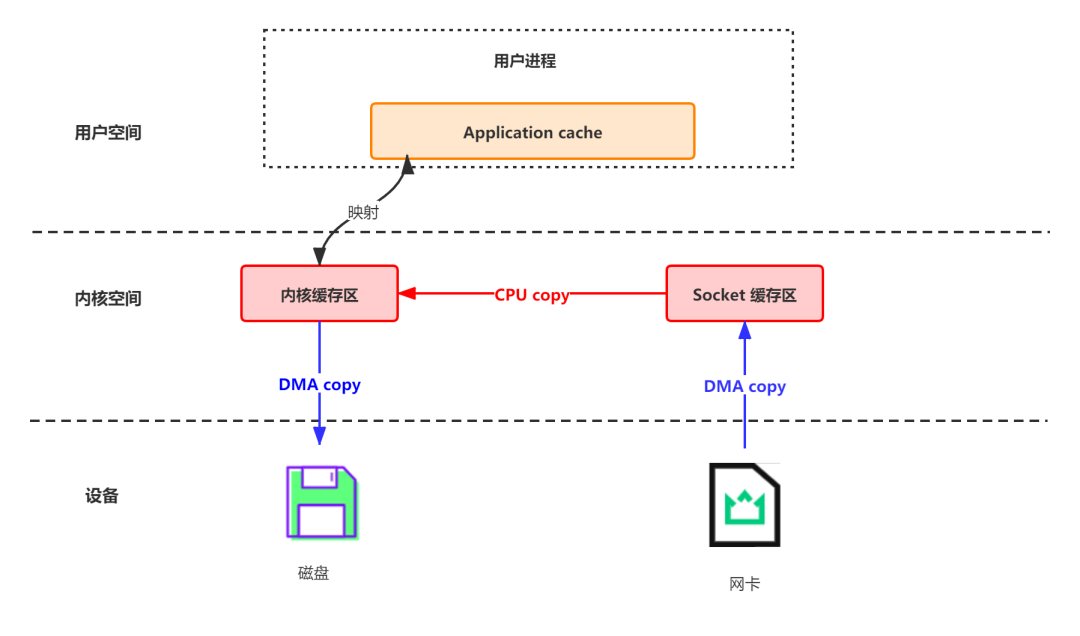 用户进程
用户空间
Application cache
映射
内核空间
内核缓存区
CPU copy
Socket 缓存区
DMA copy
DMA copy
设备
磁盘
网卡